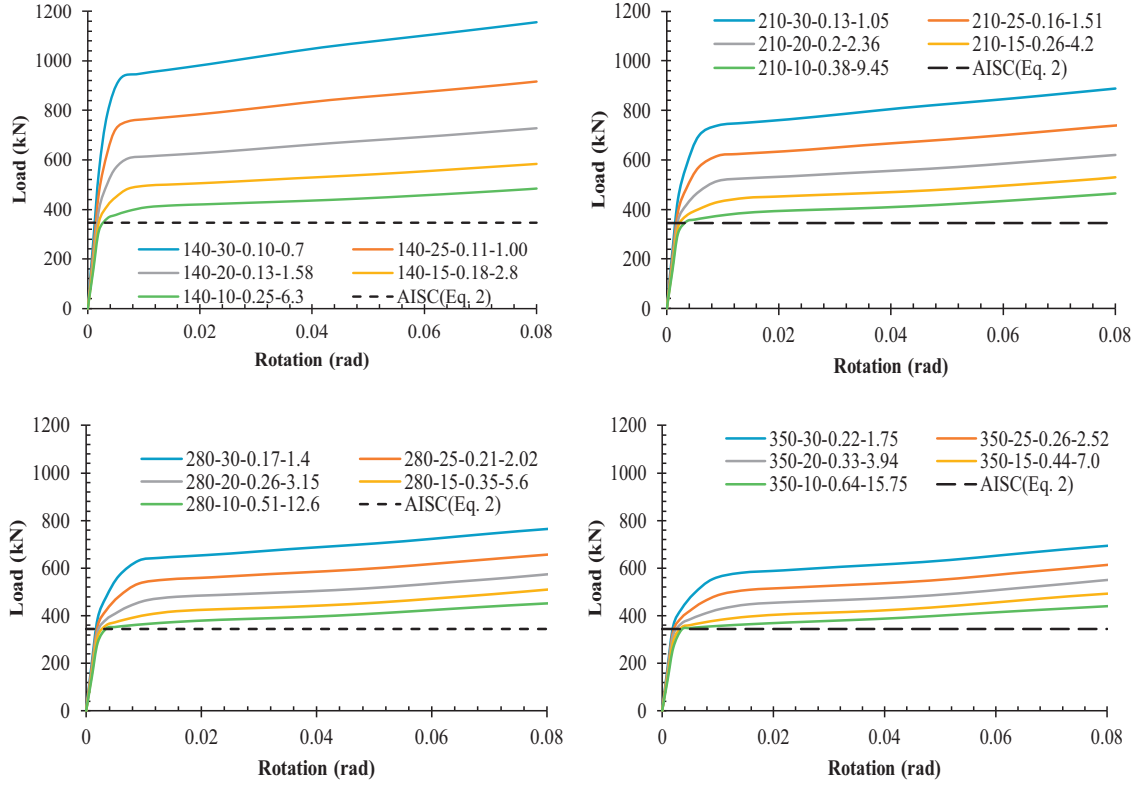 1200
1000
800
600
400
200
0
Load (kN)
140-30-0.10-0.7 140-25-0.11-1.00
140-20-0.13-1.58 140-15-0.18-2.8
140-10-0.25-6.3 AISC(Eq. 2)
0 0.02 0.04 0.06 0.08
Rotation (rad)
1200
1000
800
600
400
200
0
Load (kN)
210-30-0.13-1.05 210-25-0.16-1.51
210-20-0.2-2.36 210-15-0.26-4.2
210-10-0.38-9.45 AISC(Eq. 2)
0 0.02 0.04 0.06 0.08
Rotation (rad)
1200
1000
800
600
400
200
0
Load (kN)
280-30-0.17-1.4 280-25-0.21-2.02
280-20-0.26-3.15 280-15-0.35-5.6
280-10-0.51-12.6 AISC(Eq. 2)
0 0.02 0.04 0.06 0.08
Rotation (rad)
1200
1000
800
600
400
200
0
Load (kN)
350-30-0.22-1.75 350-25-0.26-2.52
350-20-0.33-3.94 350-15-0.44-7.0
350-10-0.64-15.75 AISC(Eq. 2)
0 0.02 0.04 0.06 0.08
Rotation (rad)